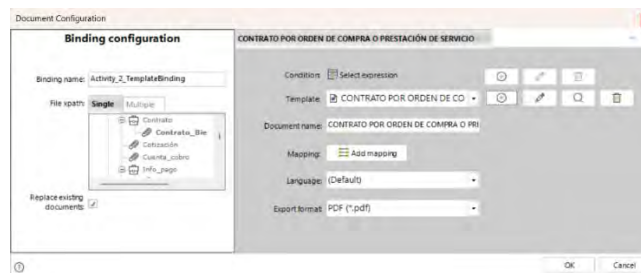 Document Configuration
Binding configuration
Binding name: Activity_2_TemplateBinding
File xpath: Single Multiple
Contrato
Contrato_Bie
Cotización
Cuenta_cobro
Info_pago
Replace existing
documents:
CONTRATO POR ORDEN DE COMPRA O PRESTACIÓN DE SERVICIO
Condition: Select expression
Template: CONTRATO POR ORDEN DE CO
Document name: CONTRATO POR ORDEN DE COMPRA O PRI
Mapping: Add mapping
Language: (Default)
Export format: PDF (*.pdf)
OK Cancel